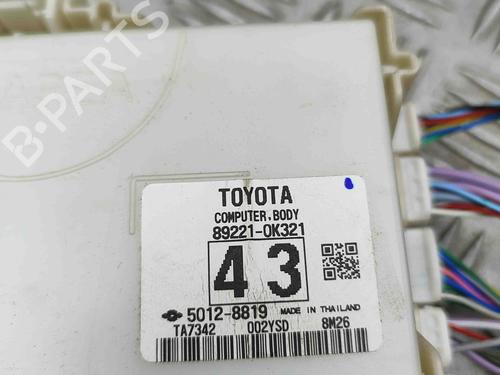 B-PARTS
TOYOTA
COMPUTER, BODY
89221-0K321
43
5012-8819 MADE IN THAILAND
TA7342 002YSD 8M26